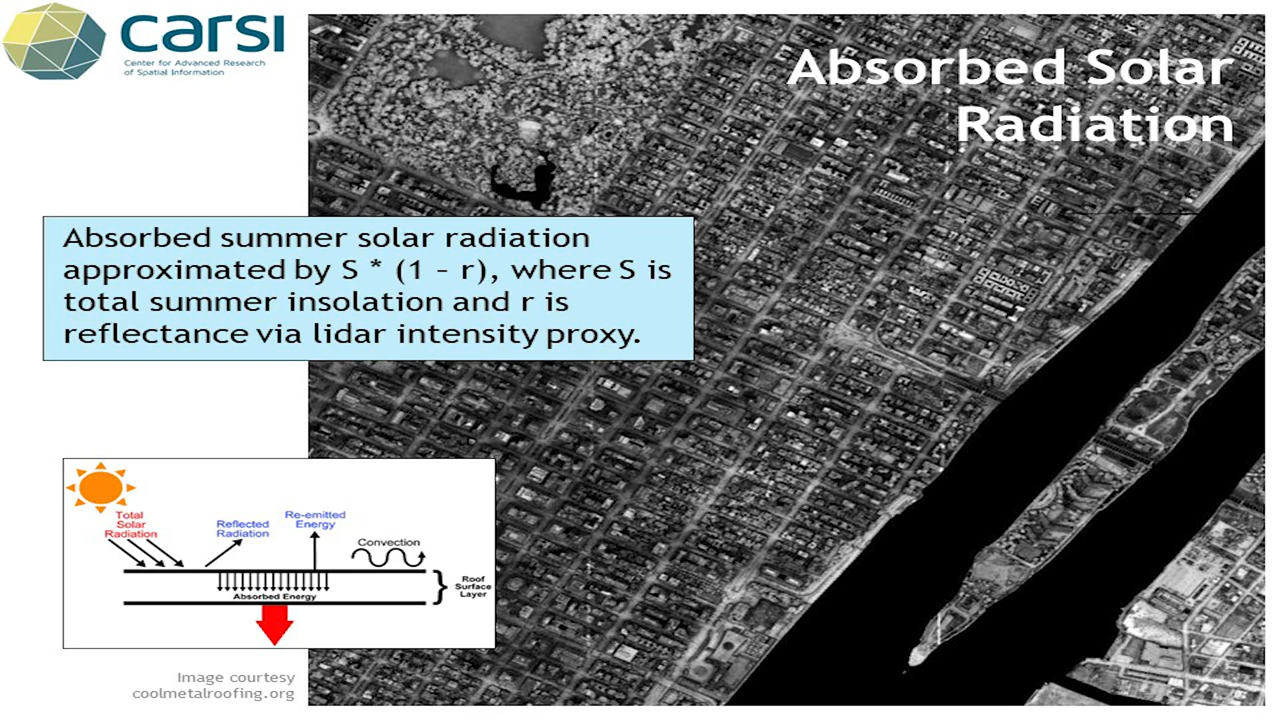 carsi
Center for Advanced Research
of Spatial Information
Absorbed Solar
Radiation
Absorbed summer solar radiation
approximated by S * (1 – r), where S is
total summer insolation and r is
reflectance via lidar intensity proxy.
Total
Solar
Radiation
Reflected
Radiation
Re-emitted
Energy
Convection
Absorbed Energy
Roof
Surface
Layer
Image courtesy
coolmetalroofing.org